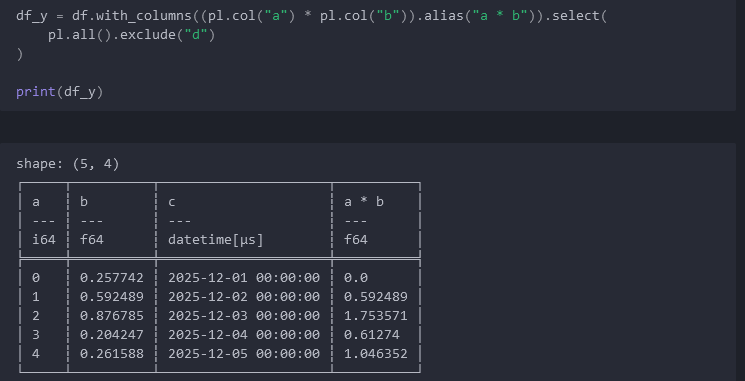 df_y = df.with_columns((pl.col("a") * pl.col("b")).alias("a * b")).select(
    pl.all().exclude("d")
)
print(df_y)
shape: (5, 4)
┌─────┬──────────┬─────────────────────┬──────────┐
│ a   ┆ b        ┆ c                   ┆ a * b    │
│ --- ┆ ---      ┆ ---                 ┆ ---      │
│ i64 ┆ f64      ┆ datetime[μs]        ┆ f64      │
╞═════╪══════════╪═════════════════════╪══════════╡
│ 0   ┆ 0.257742 ┆ 2025-12-01 00:00:00 ┆ 0.0      │
│ 1   ┆ 0.592489 ┆ 2025-12-02 00:00:00 ┆ 0.592489 │
│ 2   ┆ 0.876785 ┆ 2025-12-03 00:00:00 ┆ 1.753571 │
│ 3   ┆ 0.204247 ┆ 2025-12-04 00:00:00 ┆ 0.61274  │
│ 4   ┆ 0.261588 ┆ 2025-12-05 00:00:00 ┆ 1.046352 │
└─────┴──────────┴─────────────────────┴──────────┘